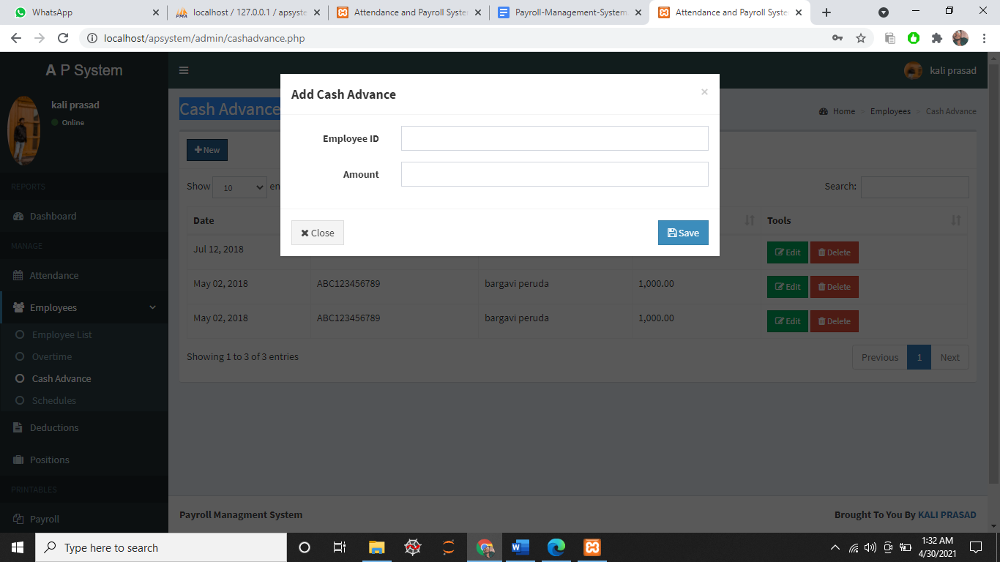 WhatsApp
localhost / 127.0.0.1 / apsyste
Attendance and Payroll Syste
Payroll-Management-System
Attendance and Payroll Syste
localhost/apsystem/admin/cashadvance.php
A P System
kali prasad
kali prasad
Online
Add Cash Advance
Cash Advance
Home > Employees > Cash Advance
Employee ID
Amount
New
Show 10 en
Search:
Close
Save
REPORTS
Dashboard
MANAGE
Attendance
Employees
Employee List
Overtime
Cash Advance
Schedules
Deductions
Positions
PRINTABLES
Payroll
Date Tools
Jul 12, 2018 Edit Delete
May 02, 2018 ABC123456789 bargavi peruda 1,000.00 Edit Delete
May 02, 2018 ABC123456789 bargavi peruda 1,000.00 Edit Delete
Showing 1 to 3 of 3 entries
Previous 1 Next
Payroll Managment System
Brought To You By KALI PRASAD
Type here to search
1:32 AM
4/30/2021